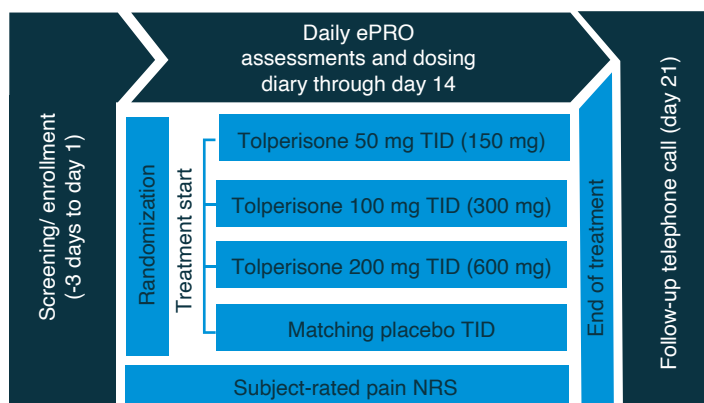 Screening/ enrollment
(-3 days to day 1)
Daily ePRO
assessments and dosing
diary through day 14
Randomization
Treatment start
Tolperisone 50 mg TID (150 mg)
Tolperisone 100 mg TID (300 mg)
Tolperisone 200 mg TID (600 mg)
Matching placebo TID
Subject-rated pain NRS
End of treatment
Follow-up telephone call (day 21)